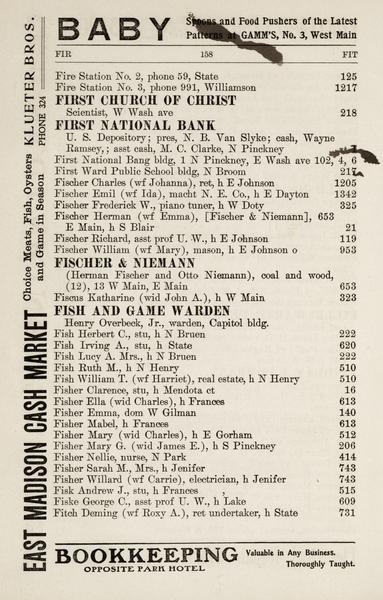 BABY Spoons and Food Pushers of the Latest
Patterns at GAMM'S, No. 3, West Main
FIR 158 FIT
Fire Station No. 2, phone 59, State 125
Fire Station No. 3, phone 991, Williamson 1217
FIRST CHURCH OF CHRIST
Scientist, W Wash ave 218
FIRST NATIONAL BANK
U. S. Depository; pres, N. B. Van Slyke; cash, Wayne
Ramsey,; asst cash, M. C. Clarke, N Pinckney
First National Bang bldg, 1 N Pinckney, E Wash ave 102, 4, 6
First Ward Public School bldg, N Broom 217
Fischer Charles (wf Johanna), ret, h E Johnson 1205
Fischer Emil (wf Ida), macht N. E. Co., h E Dayton 1342
Fischer Frederick W., piano tuner, h W Doty 325
Fischer Herman (wf Emma), [Fischer & Niemann], 653
E Main, h S Blair 21
Fischer Richard, asst prof U. W., h E Johnson 119
Fischer William (wf Mary), mason, h E Johnson o 953
FISCHER & NIEMANN
(Herman Fischer and Otto Niemann), coal and wood,
(12), 13 W Main, E Main 653
Fiscus Katharine (wid John A.), h W Main 323
FISH AND GAME WARDEN
Henry Overbeck, Jr., warden, Capitol bldg.
Fish Herbert C., stu, h N Bruen 222
Fish Irving A., stu, h State 620
Fish Lucy A. Mrs., h N Bruen 222
Fish Ruth M., h N Henry 510
Fish William T. (wf Harriet), real estate, h N Henry 510
Fisher Clarence, stu, h Mendota ct 16
Fisher Ella (wid Charles), h Frances 613
Fisher Emma, dom W Gilman 140
Fisher Mabel, h Frances 613
Fisher Mary (wid Charles), h E Gorham 512
Fisher Mary G. (wid James E.), h S Pinckney 206
Fisher Nellie, nurse, N Park 414
Fisher Sarah M., Mrs., h Jenifer 743
Fisher Willard (wf Carrie), electrician, h Jenifer 743
Fisk Andrew J., stu, h Frances 515
Fiske George C., asst prof U. W., h Lake 609
Fitch Deming (wf Roxy A.), ret undertaker, h State 731
BOOKKEEPING Valuable in Any Business.
OPPOSITE PARK HOTEL Thoroughly Taught.
EAST MADISON CASH MARKET Choice Meats, Fish, Oysters
and Game in Season
KLUETER BROS.
PHONE 324